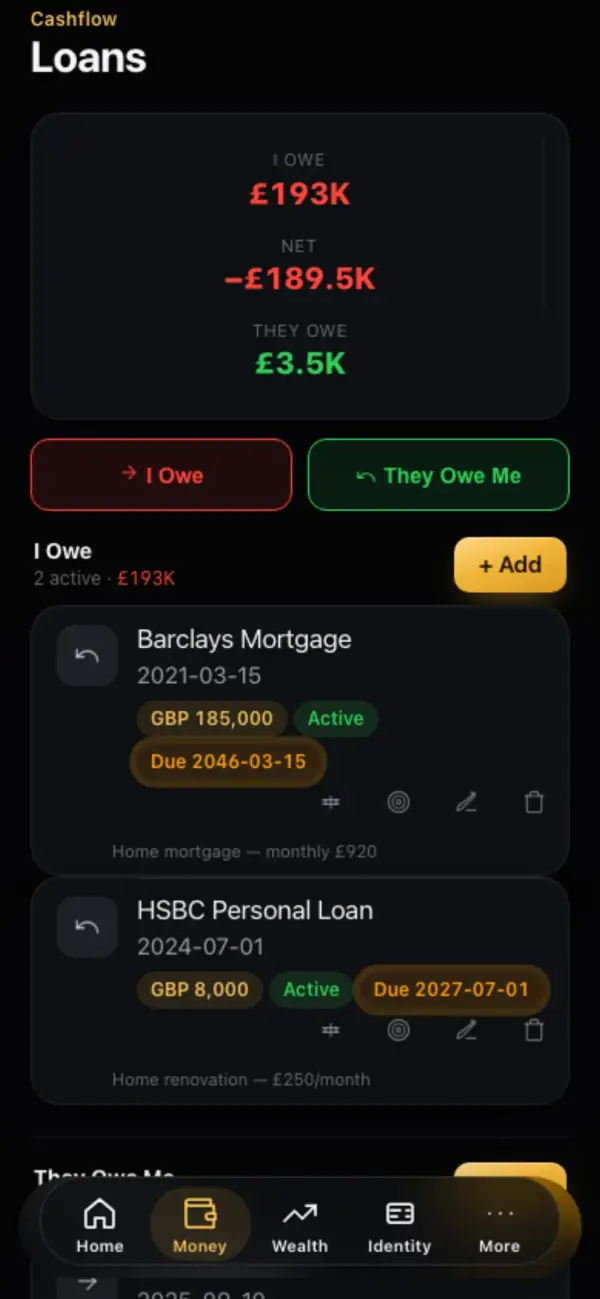 Cashflow
Loans
I OWE
£193K
NET
−£189.5K
THEY OWE
£3.5K
I Owe
They Owe Me
I Owe
2 active · £193K
+ Add
Barclays Mortgage
2021-03-15
GBP 185,000
Active
Due 2046-03-15
Home mortgage — monthly £920
HSBC Personal Loan
2024-07-01
GBP 8,000
Active
Due 2027-07-01
Home renovation — £250/month
They Owe Me
Home
Money
Wealth
Identity
More